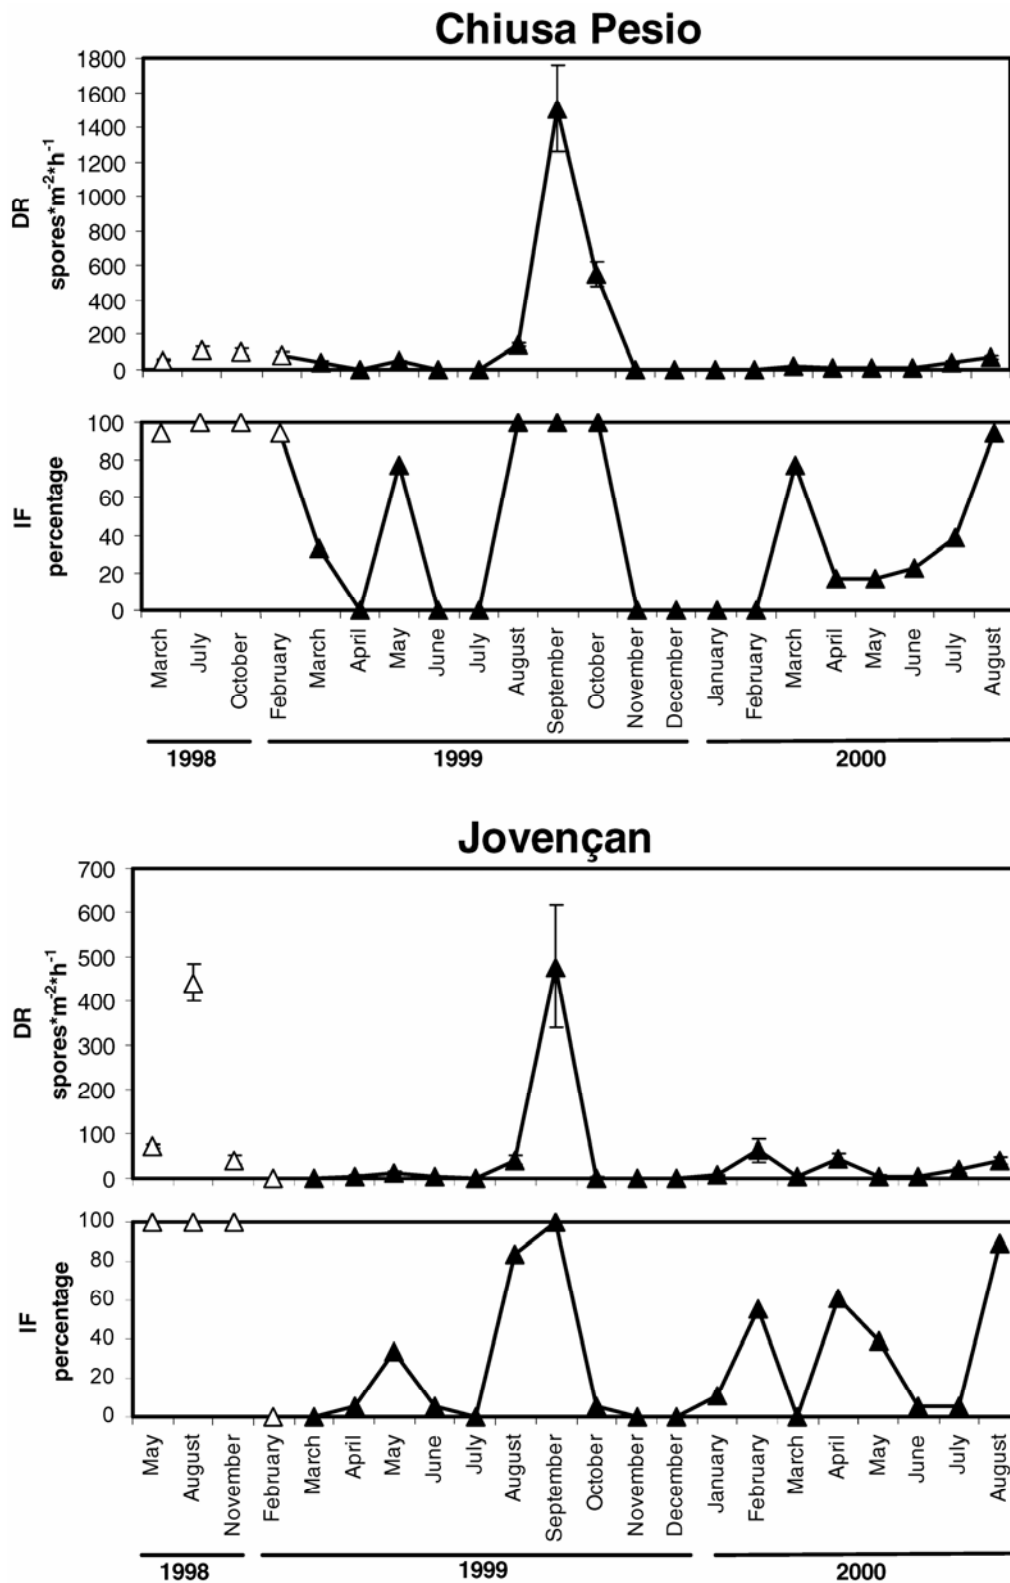 Chiusa Pesio
DR
spores*m-2*h-1
1800
1600
1400
1200
1000
800
600
400
200
0
IF
percentage
100
80
60
40
20
0
March
July
October
February
March
April
May
June
July
August
September
October
November
December
January
February
March
April
May
June
July
August
1998
1999
2000
Jovençan
DR
spores*m-2*h-1
700
600
500
400
300
200
100
0
IF
percentage
100
80
60
40
20
0
May
August
November
February
March
April
May
June
July
August
September
October
November
December
January
February
March
April
May
June
July
August
1998
1999
2000